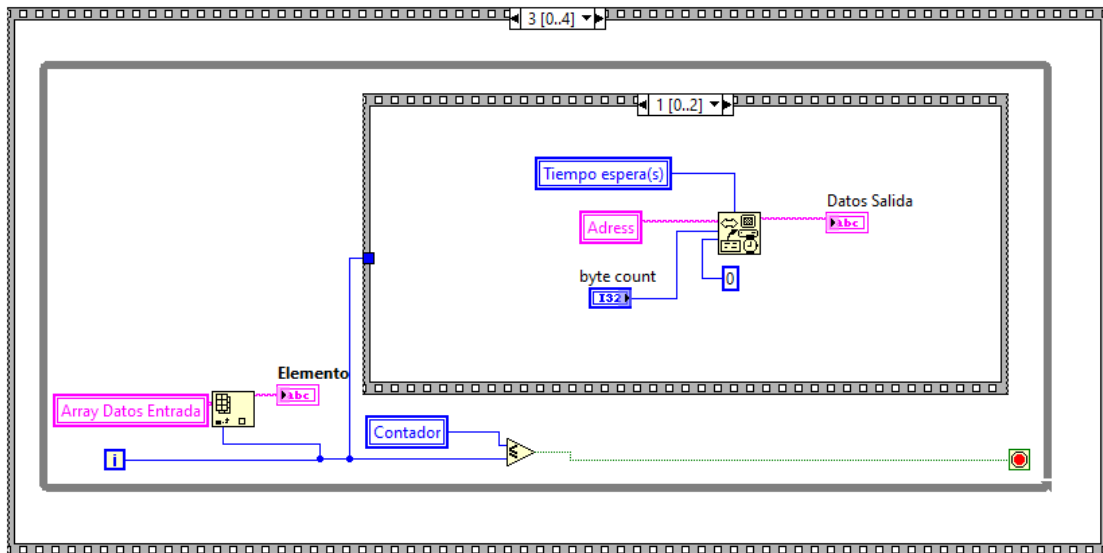 3 [0..4]
1 [0..2]
Tiempo espera(s)
Datos Salida
abc
Adress
byte count
0
I32
Elemento
abc
Array Datos Entrada
Contador
i